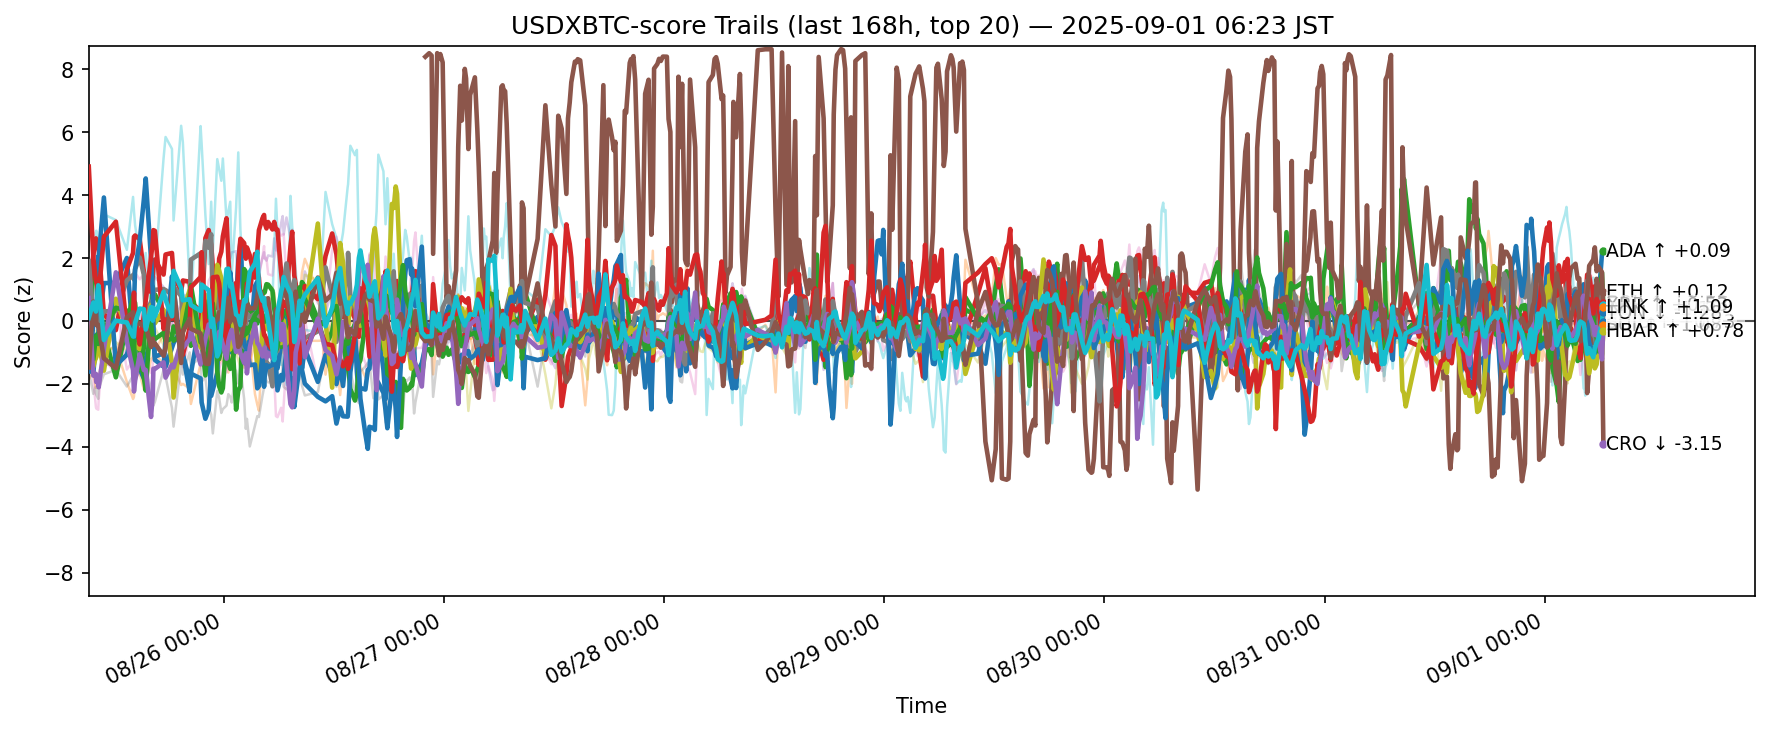 USDXBTC-score Trails (last 168h, top 20) — 2025-09-01 06:23 JST
Score (z)
8
6
4
2
0
−2
−4
−6
−8
ADA ↑ +0.09
ETH ↑ +0.12
LINK ↑ +1.09
HBAR ↑ +0.78
CRO ↓ -3.15
08/26 00:00
08/27 00:00
08/28 00:00
08/29 00:00
08/30 00:00
08/31 00:00
09/01 00:00
Time